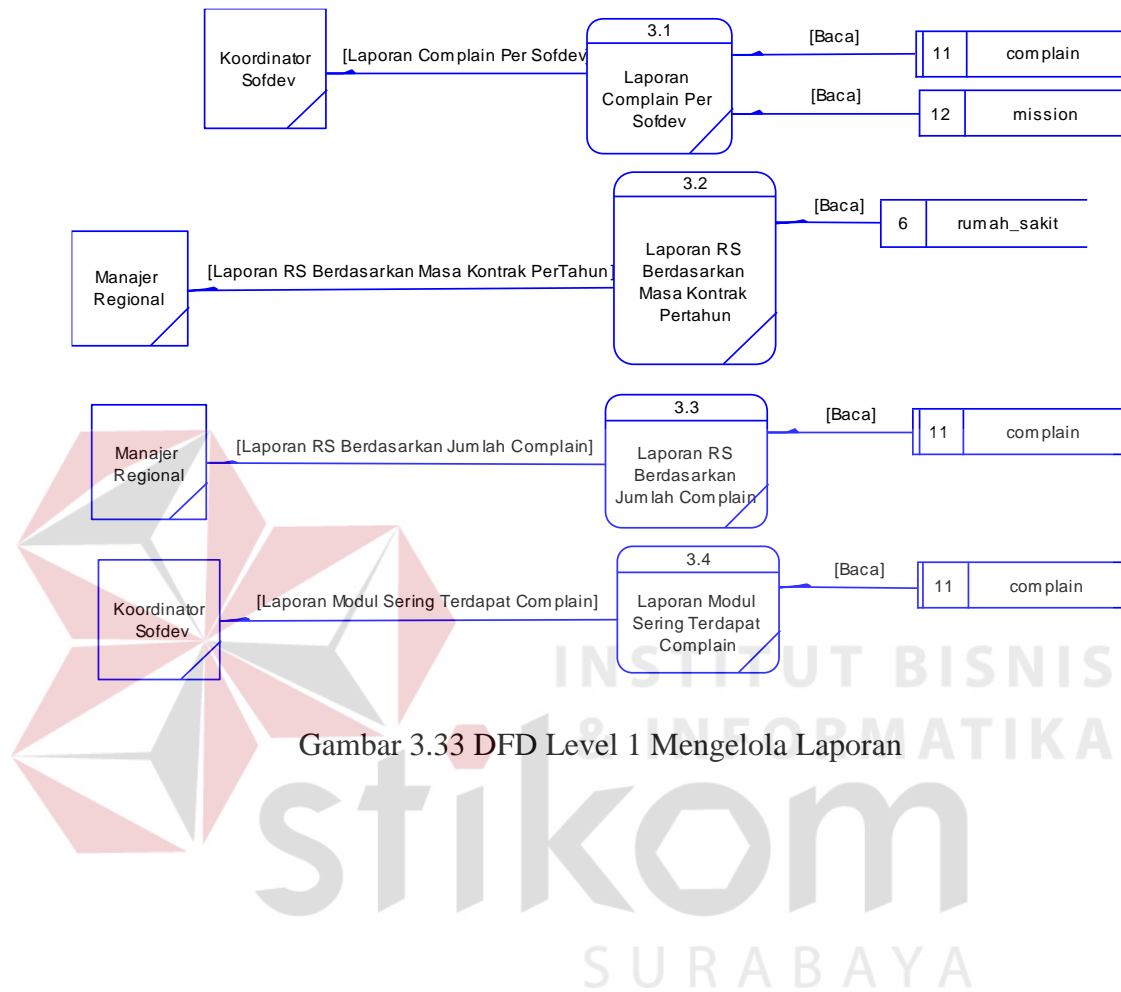 3.1
Koordinator
Sofdev
[Laporan Complain Per Sofdev]
Laporan
Complain Per
Sofdev
[Baca]
11
complain
[Baca]
12
mission
3.2
Manajer
Regional
[Laporan RS Berdasarkan Masa Kontrak PerTahun]
Laporan RS
Berdasarkan
Masa Kontrak
Pertahun
[Baca]
6
rumah_sakit
3.3
Manajer
Regional
[Laporan RS Berdasarkan Jumlah Complain]
Laporan RS
Berdasarkan
Jumlah Complain
[Baca]
11
complain
3.4
Koordinator
Sofdev
[Laporan Modul Sering Terdapat Complain]
Laporan Modul
Sering Terdapat
Complain
[Baca]
11
complain
INSTITUT BISNIS
& INFORMATIKA
Gambar 3.33 DFD Level 1 Mengelola Laporan
stikom
SURABAYA